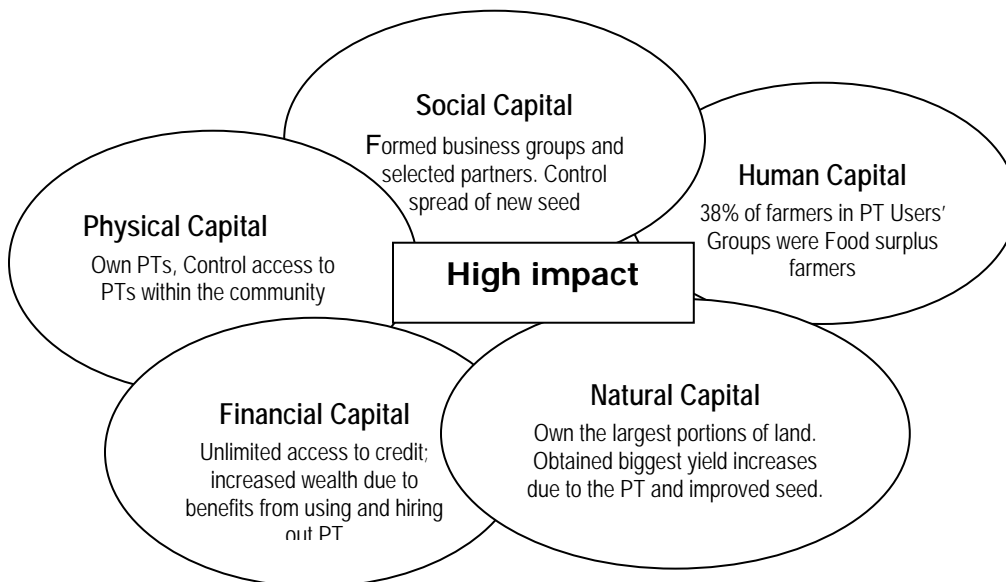 Social Capital
Formed business groups and
selected partners. Control
spread of new seed
Human Capital
38% of farmers in PT Users’
Groups were Food surplus
farmers
Physical Capital
Own PTs, Control access to
PTs within the community
High impact
Financial Capital
Unlimited access to credit;
increased wealth due to
benefits from using and hiring
out PT
Natural Capital
Own the largest portions of land.
Obtained biggest yield increases
due to the PT and improved seed.